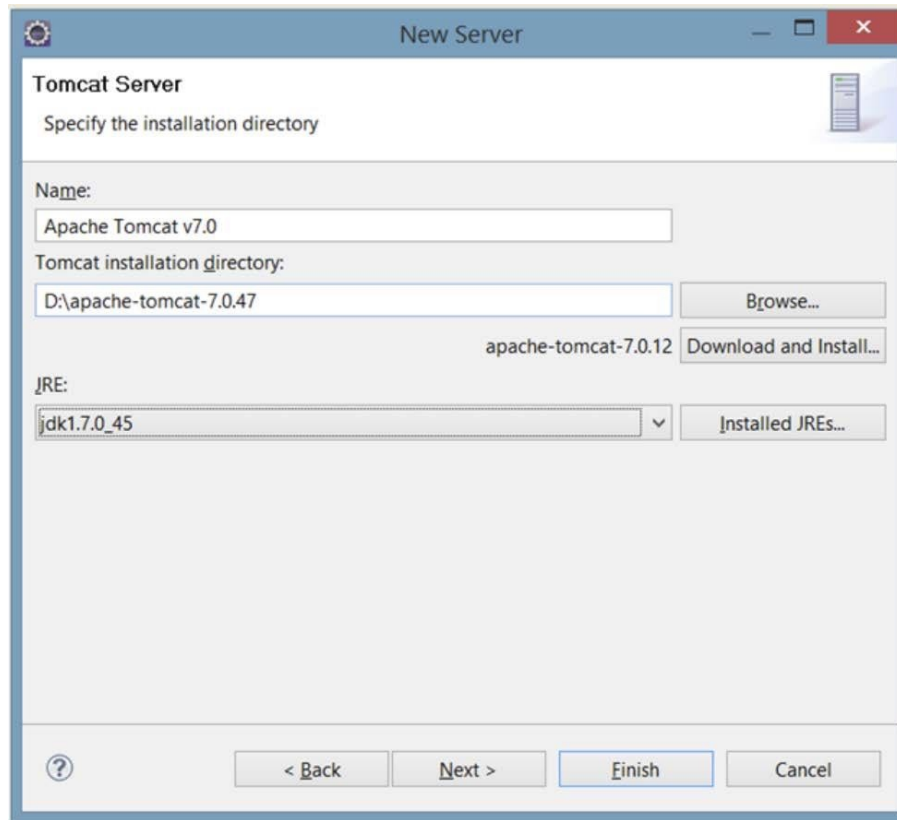 New Server
Tomcat Server
Specify the installation directory
Name:
Apache Tomcat v7.0
Tomcat installation directory:
D:\apache-tomcat-7.0.47
Browse...
apache-tomcat-7.0.12 Download and Install...
JRE:
jdk1.7.0_45
Installed JREs...
?
< Back Next > Finish Cancel